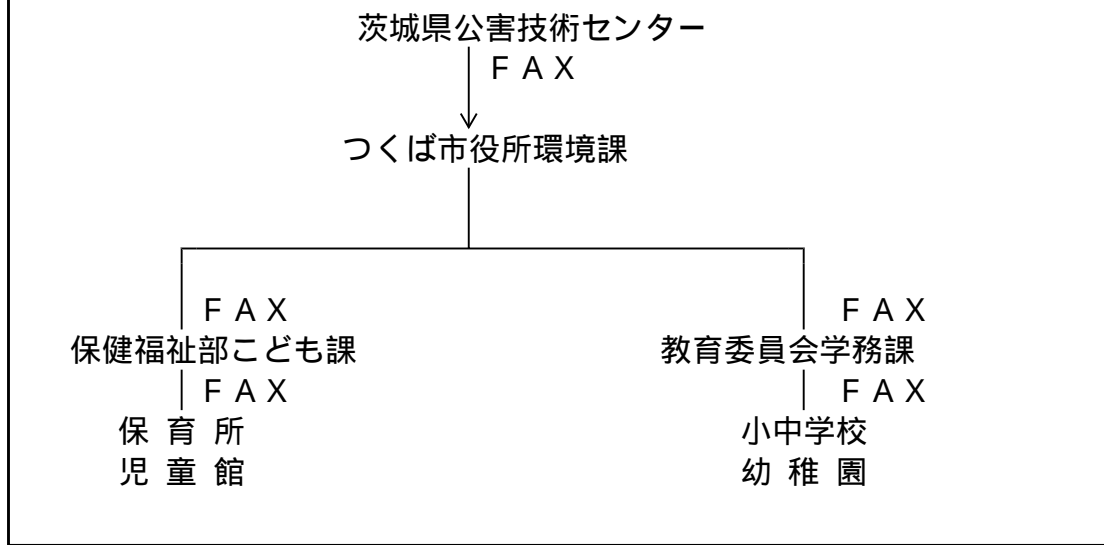 茨城県公害技術センター
ＦＡＸ
つくば市役所環境課
ＦＡＸ
ＦＡＸ
保健福祉部こども課
教育委員会学務課
ＦＡＸ
ＦＡＸ
保 育 所
小中学校
児 童 館
幼 稚 園